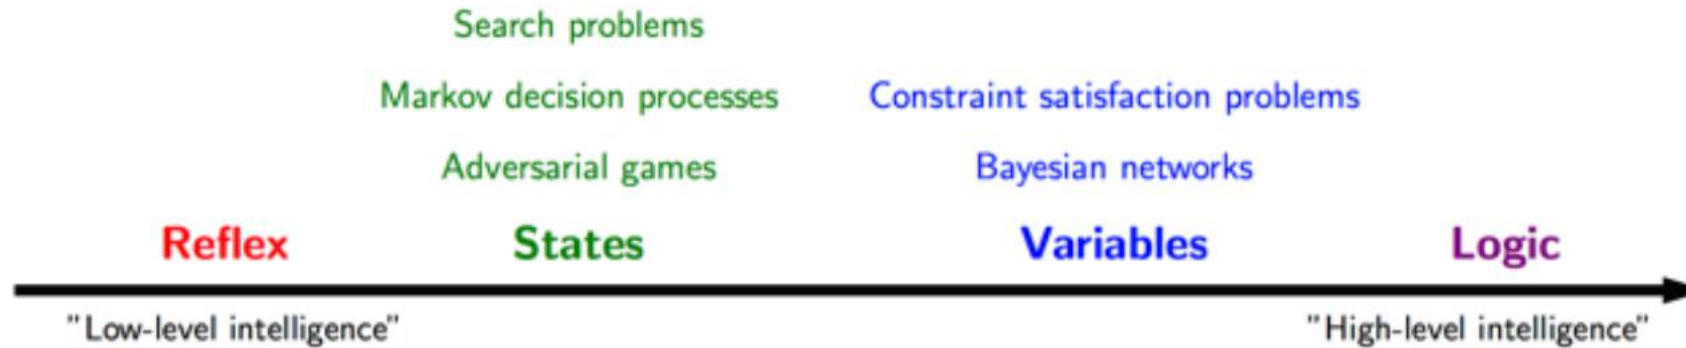 Search problems
Markov decision processes Constraint satisfaction problems
Adversarial games Bayesian networks
Reflex States Variables Logic
"Low-level intelligence" "High-level intelligence"